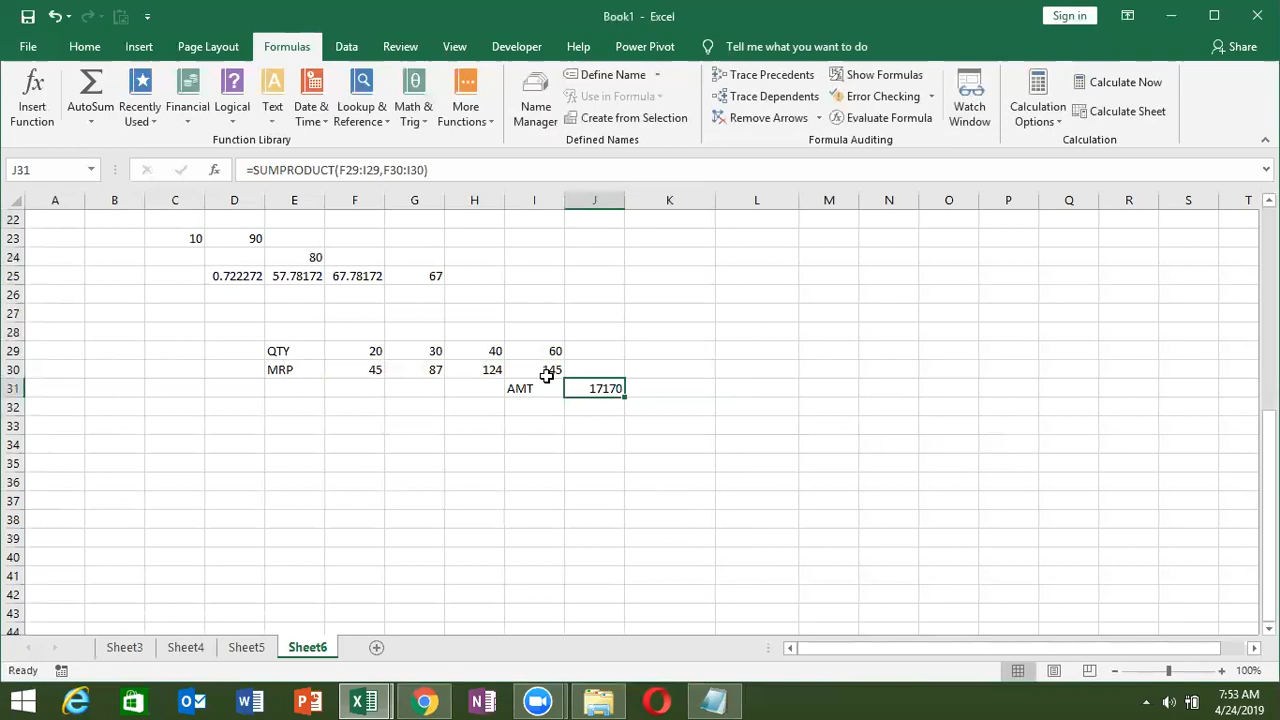 Book1 - Excel
Sign in
File Home Insert Page Layout Formulas Data Review View Developer Help Power Pivot Tell me what you want to do Share
Insert Function
AutoSum
Recently Used
Financial
Logical
Text
Date & Time
Lookup & Reference
Math & Trig
More Functions
Function Library
Name Manager
Define Name
Use in Formula
Create from Selection
Defined Names
Trace Precedents
Trace Dependents
Remove Arrows
Show Formulas
Error Checking
Evaluate Formula
Formula Auditing
Watch Window
Calculation Options
Calculate Now
Calculate Sheet
Calculation
J31 fx =SUMPRODUCT(F29:I29,F30:I30)
A B C D E F G H I J K L M N O P Q R S T
22
23 10 90
24 80
25 0.722272 57.78172 67.78172 67
26
27
28
29 QTY 20 30 40 60
30 MRP 45 87 124 145
31 AMT 17170
32
33
34
35
36
37
38
39
40
41
42
43
44
Sheet3 Sheet4 Sheet5 Sheet6
Ready 100%
7:53 AM
4/24/2019